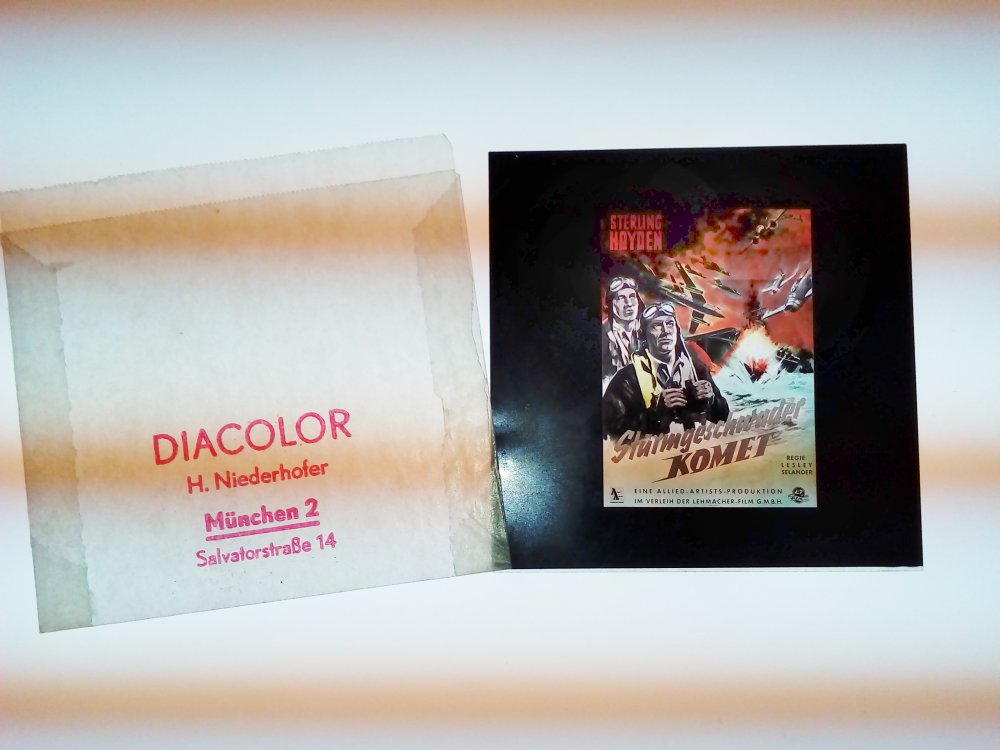 DIACOLOR
H. Niederhofer
München 2
Salvatorstraße 14
STERLING
HAYDEN
Sturmgeschwader
KOMET
REGIE
LESLEY
SELANDER
EINE ALLIED-ARTISTS-PRODUKTION
IM VERLEIH DER LEHMACHER-FILM G.M.B.H.